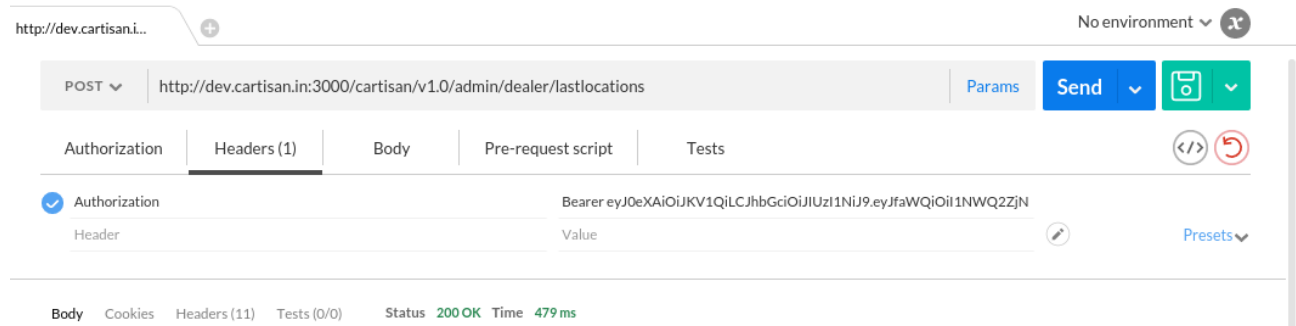 http://dev.cartisan.i...
No environment
x
POST http://dev.cartisan.in:3000/cartisan/v1.0/admin/dealer/lastlocations Params Send
Authorization Headers (1) Body Pre-request script Tests </>
Authorization Bearer eyJ0eXAiOiJKV1QiLCJhbGciOiJIUzI1NiJ9.eyJfaWQiOiI1NWQ2ZjN
Header Value Presets
Body Cookies Headers (11) Tests (0/0) Status 200 OK Time 479 ms